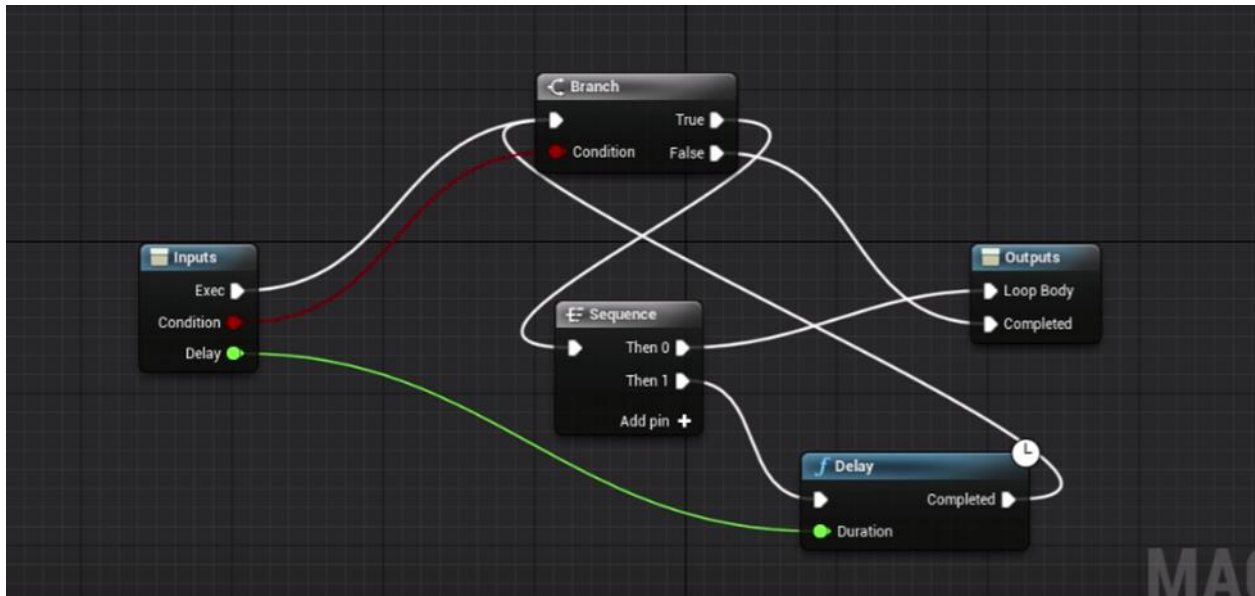 Branch
True
Condition
False
Inputs
Exec
Condition
Delay
Outputs
Loop Body
Completed
Sequence
Then 0
Then 1
Add pin
Delay
Completed
Duration
MA